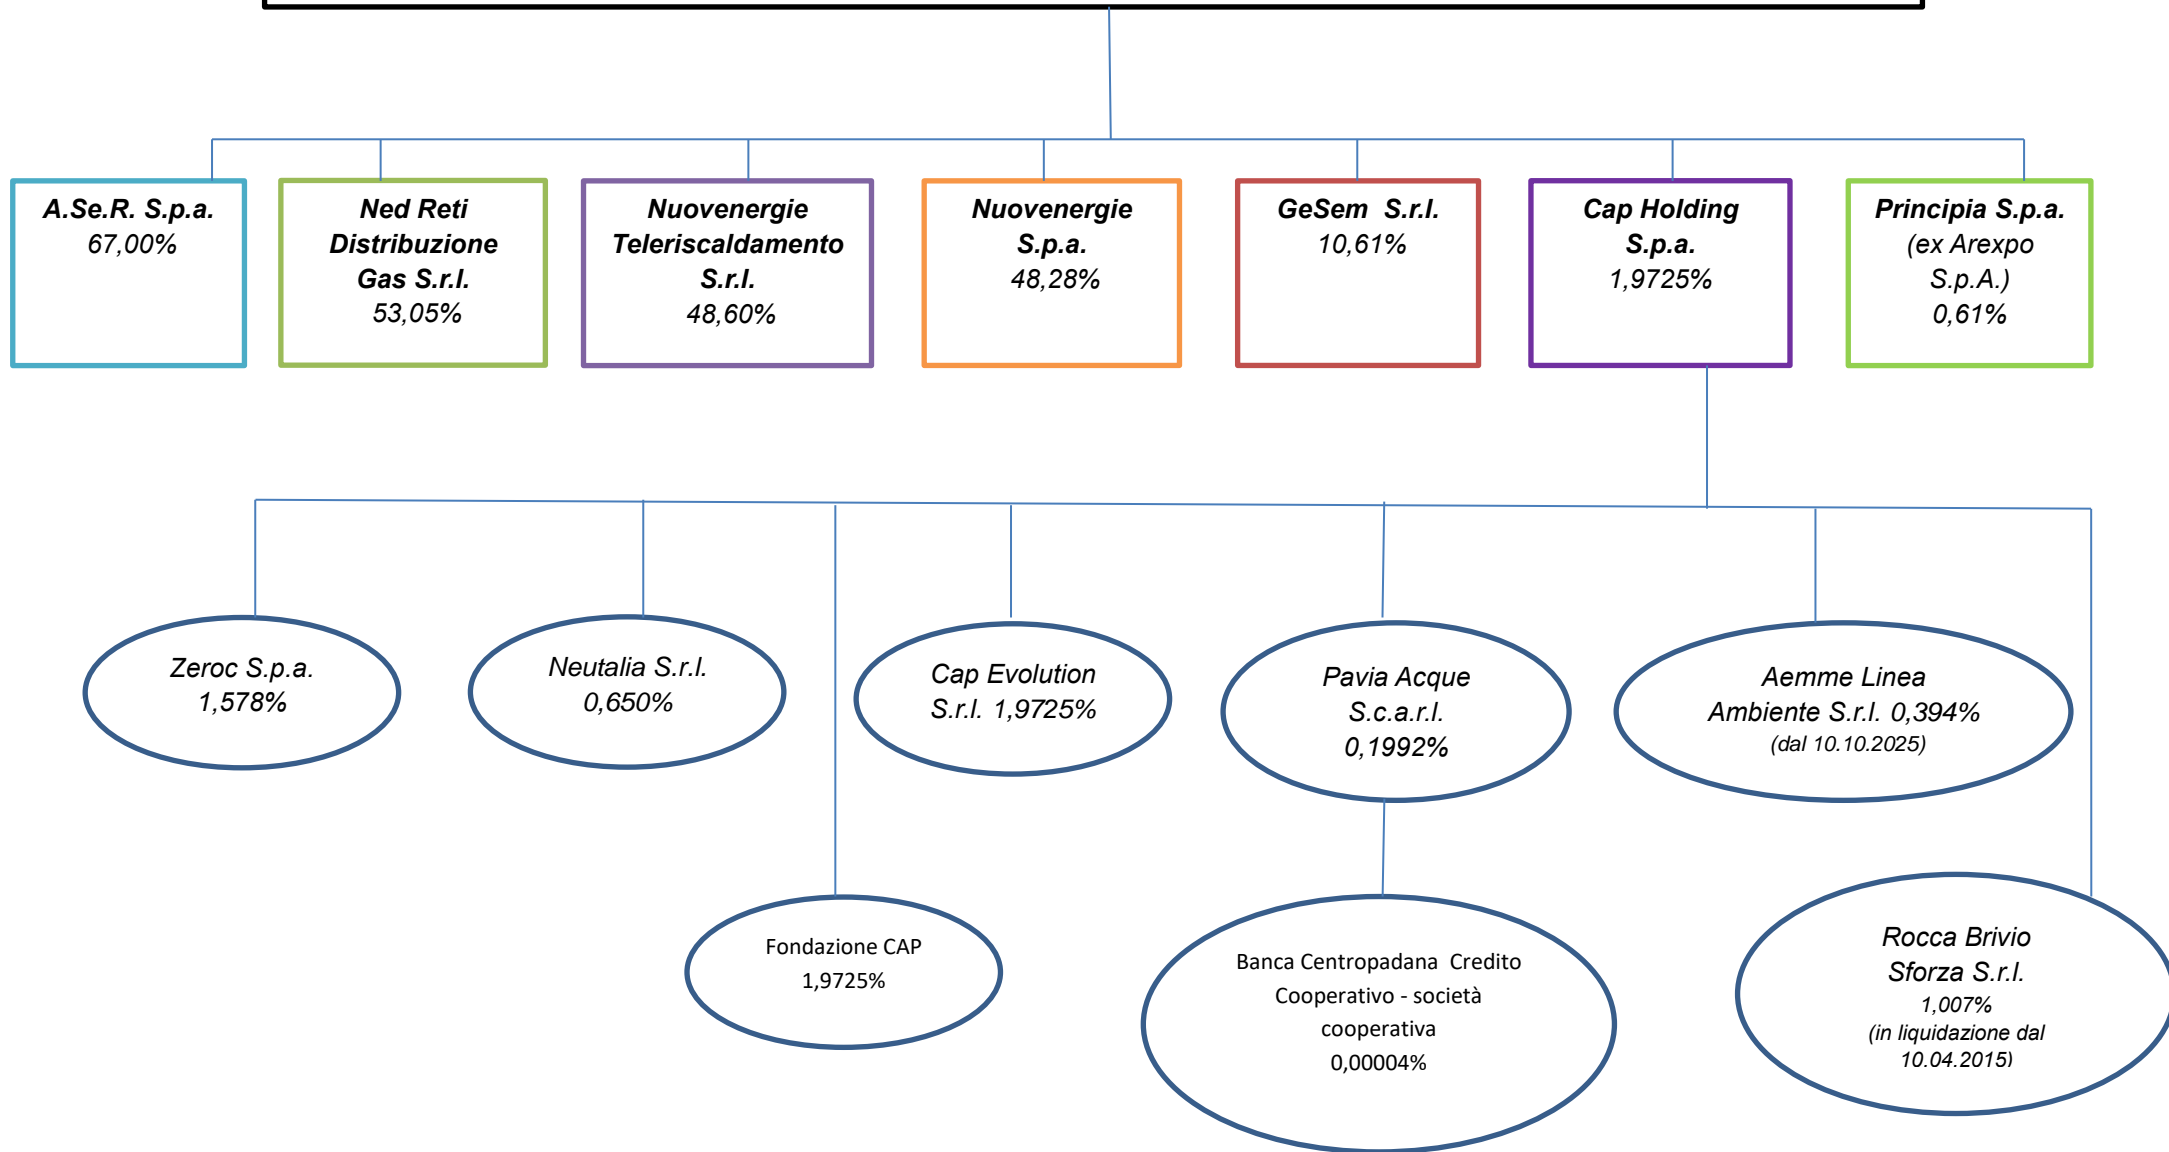 A.Se.R. S.p.a.
67,00%
Ned Reti
Distribuzione
Gas S.r.l.
53,05%
Nuovenergie
Teleriscaldamento
S.r.l.
48,60%
Nuovenergie
S.p.a.
48,28%
GeSem S.r.l.
10,61%
Cap Holding
S.p.a.
1,9725%
Principia S.p.a.
(ex Arexpo
S.p.A.)
0,61%
Zeroc S.p.a.
1,578%
Neutalia S.r.l.
0,650%
Cap Evolution
S.r.l. 1,9725%
Pavia Acque
S.c.a.r.l.
0,1992%
Aemme Linea
Ambiente S.r.l. 0,394%
(dal 10.10.2025)
Fondazione CAP
1,9725%
Banca Centropadana Credito
Cooperativo - società
cooperativa
0,00004%
Rocca Brivio
Sforza S.r.l.
1,007%
(in liquidazione dal
10.04.2015)